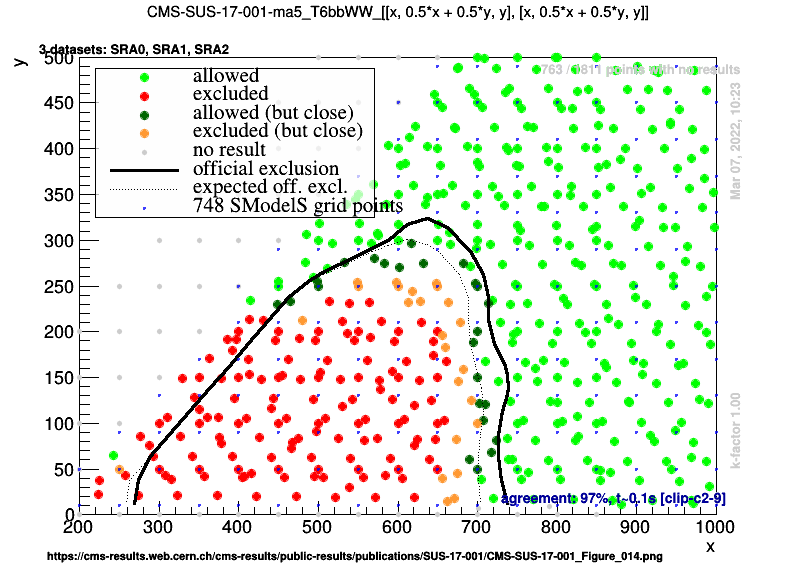 CMS-SUS-17-001-ma5_T6bbWW_[[x, 0.5*x + 0.5*y, y], [x, 0.5*x + 0.5*y, y]]
3 datasets: SRA0, SRA1, SRA2
y
763 / 1811 points with no results
allowed
excluded
allowed (but close)
excluded (but close)
no result
official exclusion
expected off. excl.
748 SModelS grid points
500
450
400
350
300
250
200
150
100
50
0
Mar 07, 2022, 10:23
k-factor 1.00
agreement: 97%, t~0.1s [clip-c2-9]
200 300 400 500 600 700 800 900 1000
x
https://cms-results.web.cern.ch/cms-results/public-results/publications/SUS-17-001/CMS-SUS-17-001_Figure_014.png